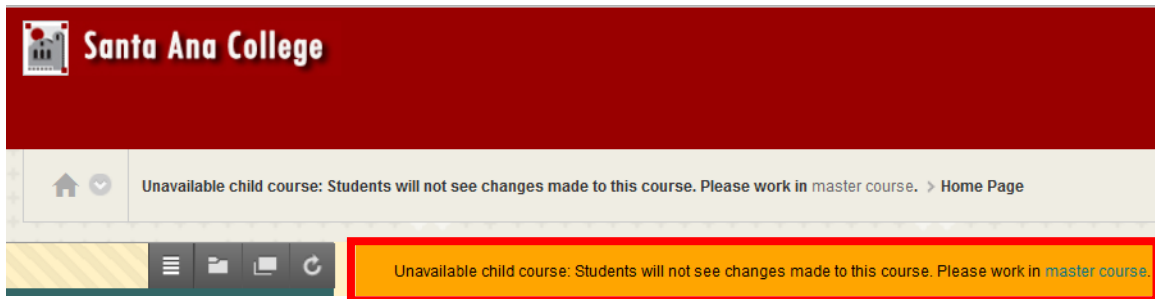 Santa Ana College
Unavailable child course: Students will not see changes made to this course. Please work in master course. > Home Page
Unavailable child course: Students will not see changes made to this course. Please work in master course.